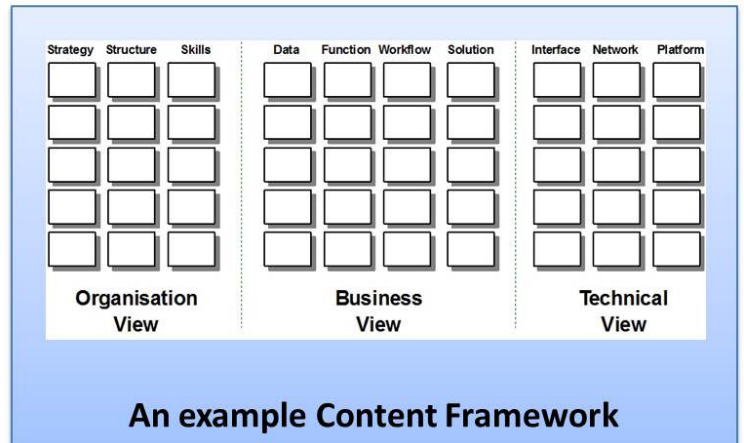 Strategy Structure Skills Data Function Workflow Solution Interface Network Platform
Organisation Business Technical
View View View
An example Content Framework